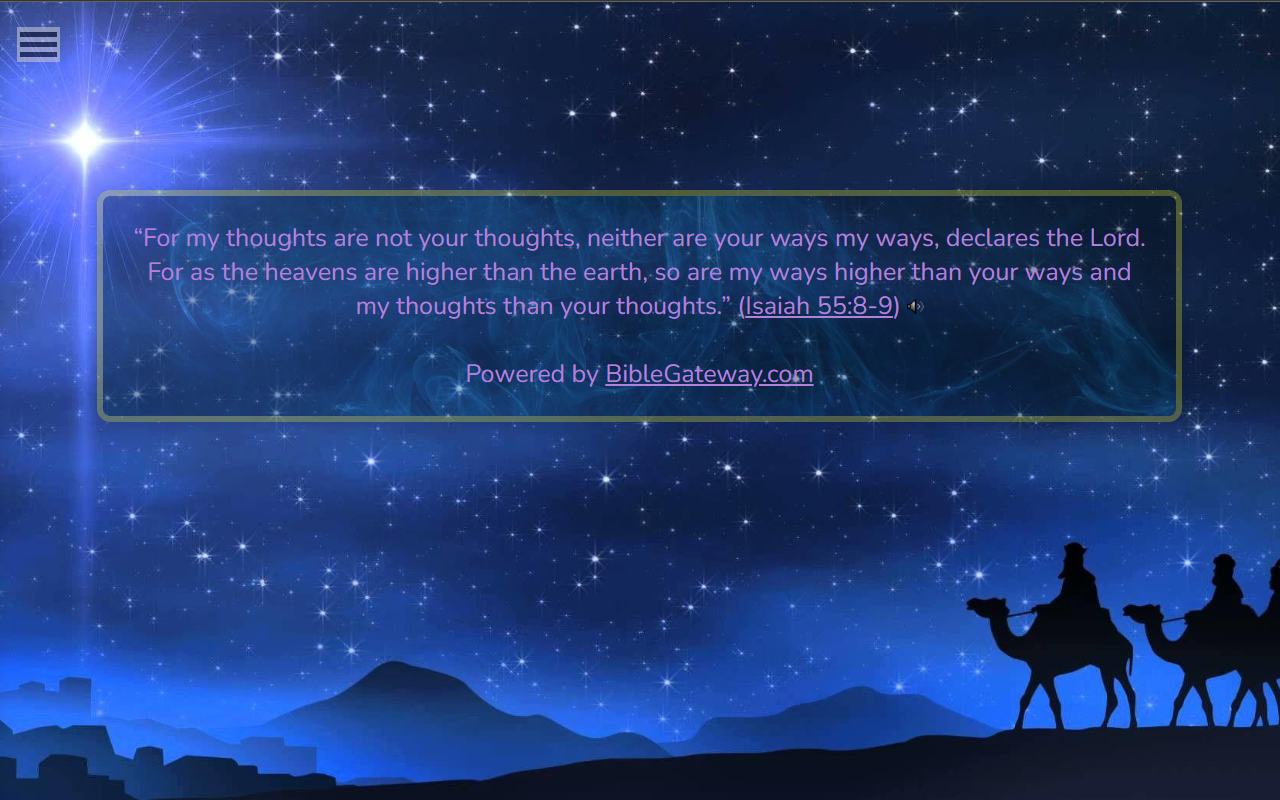 “For my thoughts are not your thoughts, neither are your ways my ways, declares the Lord.
For as the heavens are higher than the earth, so are my ways higher than your ways and
my thoughts than your thoughts.” (Isaiah 55:8-9)
Powered by BibleGateway.com